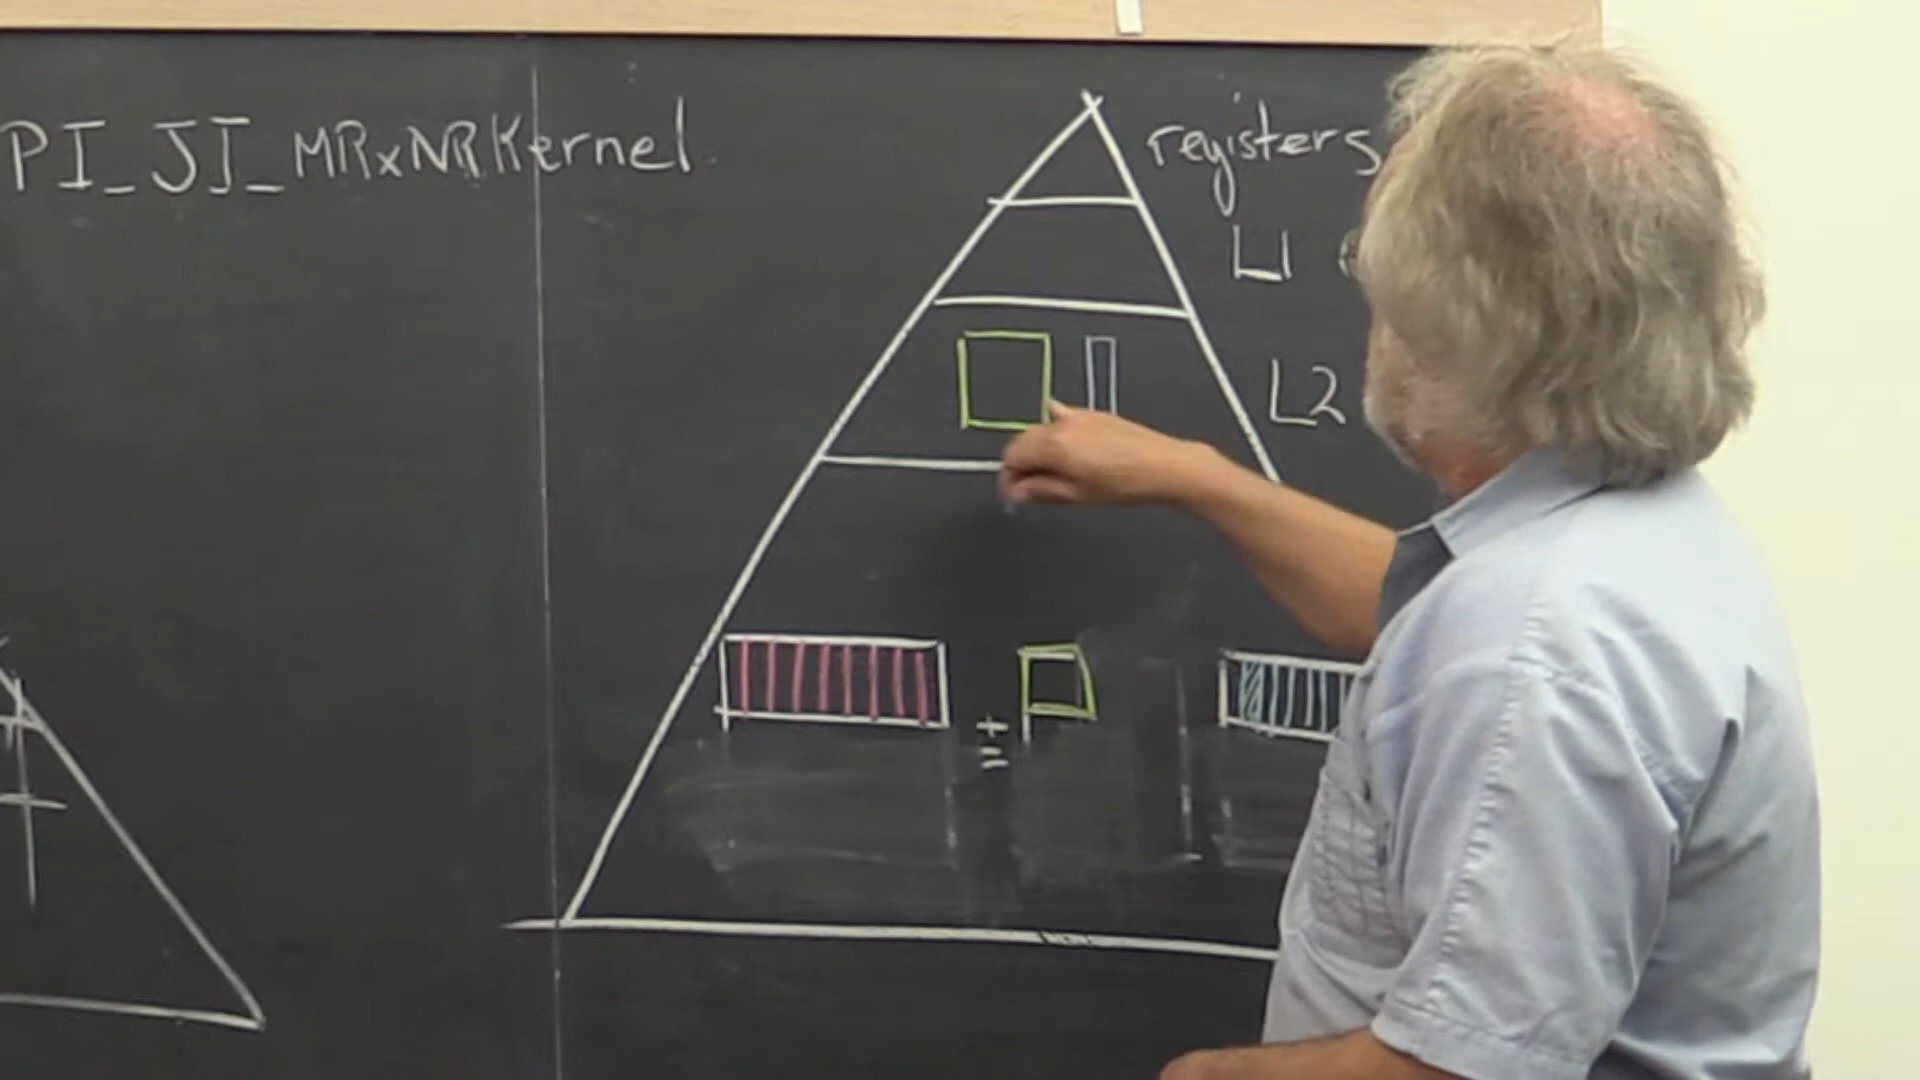 PI_JI_MRxNRKernel
registers
L1
L2
+=